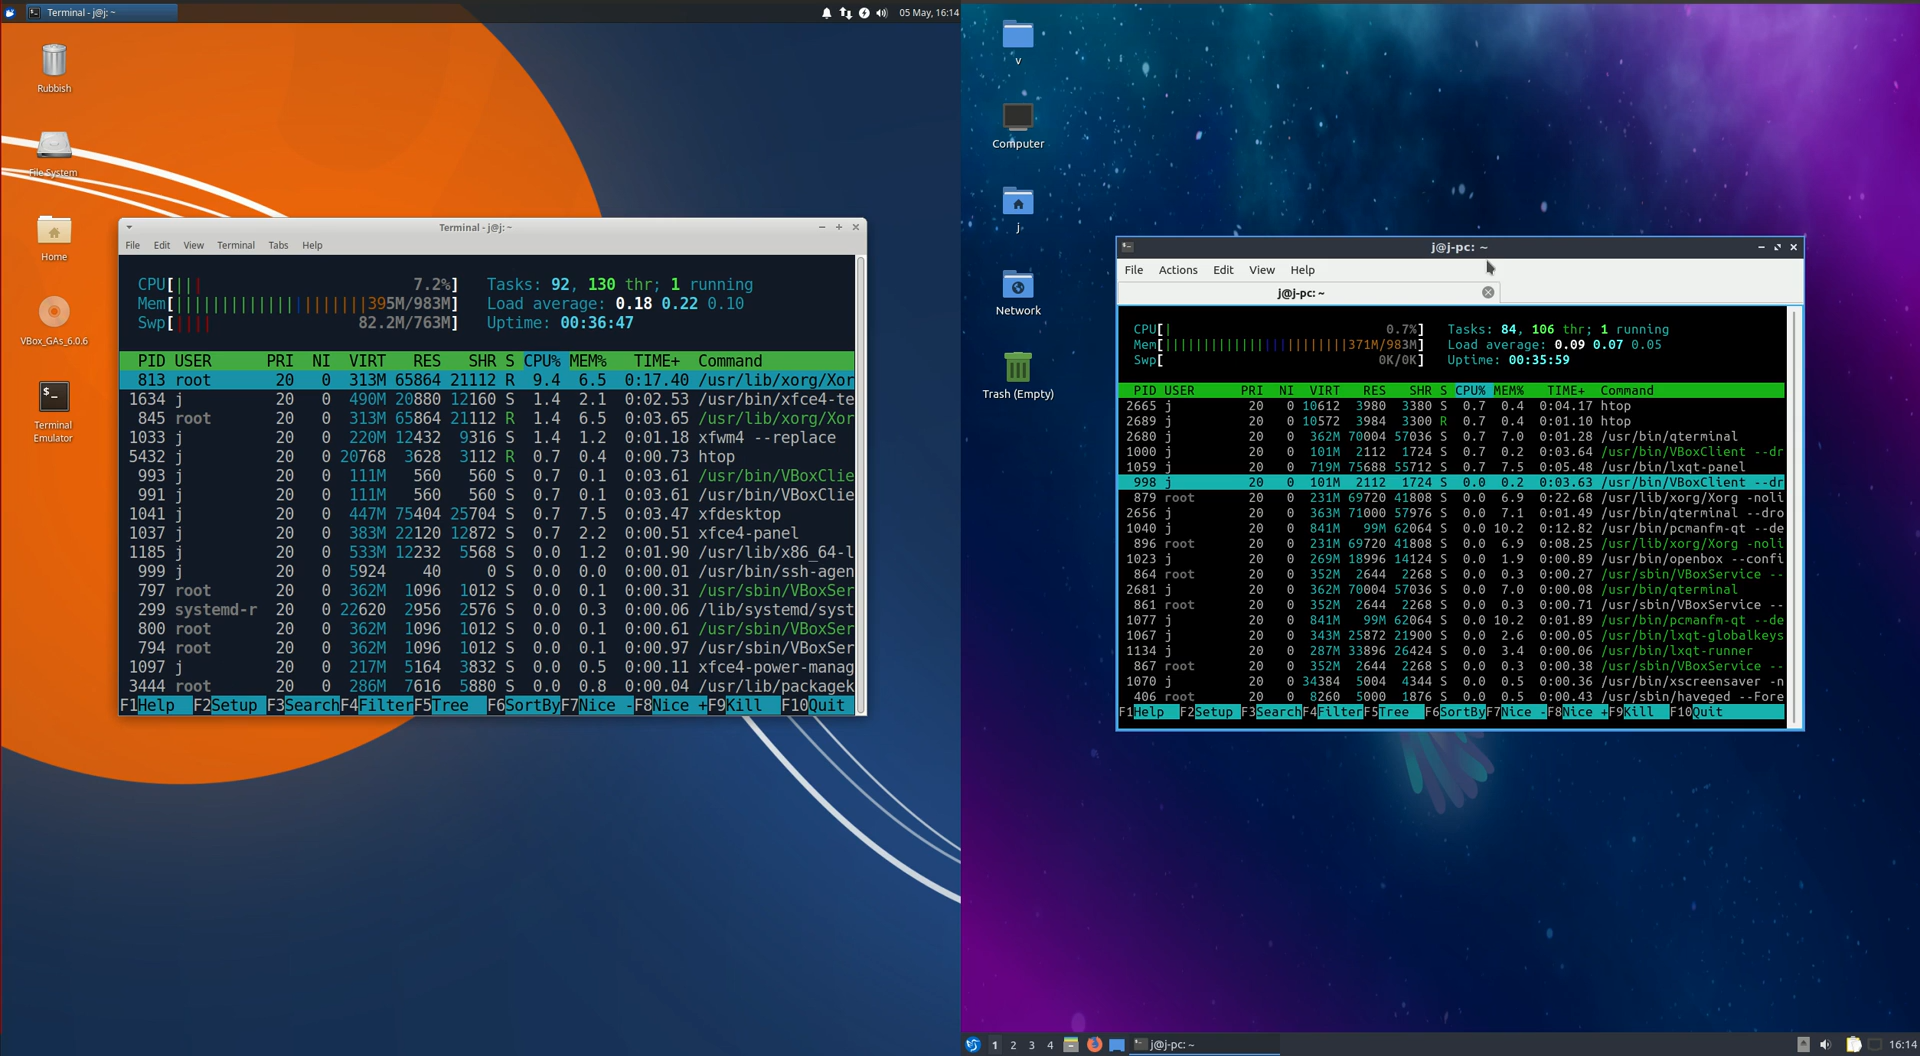 Terminal - j@j: ~
05 May, 16:14
Rubbish
File System
Home
VBox_GAs_6.0.6
Terminal
Emulator
Terminal - j@j: ~
File Edit View Terminal Tabs Help
CPU[||| 7.2%] Tasks: 92, 130 thr; 1 running
Mem[||||||||||||||||||||||395M/983M] Load average: 0.18 0.22 0.10
Swp[|||| 82.2M/763M] Uptime: 00:36:47
PID USER PRI NI VIRT RES SHR S CPU% MEM% TIME+ Command
813 root 20 0 313M 65864 21112 R 9.4 6.5 0:17.40 /usr/lib/xorg/Xor
1634 j 20 0 490M 20880 12160 S 1.4 2.1 0:02.53 /usr/bin/xfce4-te
845 root 20 0 313M 65864 21112 R 1.4 6.5 0:03.65 /usr/lib/xorg/Xor
1033 j 20 0 220M 12432 9316 S 1.4 1.2 0:01.18 xfwm4 --replace
5432 j 20 0 20768 3628 3112 R 0.7 0.4 0:00.73 htop
993 j 20 0 111M 560 560 S 0.7 0.1 0:03.61 /usr/bin/VBoxClie
991 j 20 0 111M 560 560 S 0.7 0.1 0:03.61 /usr/bin/VBoxClie
1041 j 20 0 447M 75404 25704 S 0.7 7.5 0:03.47 xfdesktop
1037 j 20 0 383M 22120 12872 S 0.7 2.2 0:00.51 xfce4-panel
1185 j 20 0 533M 12232 5568 S 0.0 1.2 0:01.90 /usr/lib/x86_64-l
999 j 20 0 5924 40 0 S 0.0 0.0 0:00.01 /usr/bin/ssh-agen
797 root 20 0 362M 1096 1012 S 0.0 0.1 0:00.31 /usr/sbin/VBoxSer
299 systemd-r 20 0 22620 2956 2576 S 0.0 0.3 0:00.06 /lib/systemd/syst
800 root 20 0 362M 1096 1012 S 0.0 0.1 0:00.61 /usr/sbin/VBoxSer
794 root 20 0 362M 1096 1012 S 0.0 0.1 0:00.97 /usr/sbin/VBoxSer
1097 j 20 0 217M 5164 3832 S 0.0 0.5 0:00.11 xfce4-power-manag
3444 root 20 0 286M 7616 5880 S 0.0 0.8 0:00.04 /usr/lib/packagek
F1Help F2Setup F3SearchF4FilterF5Tree F6SortByF7Nice -F8Nice +F9Kill F10Quit
v
Computer
j
Network
Trash (Empty)
j@j-pc: ~
File Actions Edit View Help
j@j-pc: ~
CPU[| 0.7%] Tasks: 84, 106 thr; 1 running
Mem[|||||||||||||||||||||||371M/983M] Load average: 0.09 0.07 0.05
Swp[ 0K/0K] Uptime: 00:35:59
PID USER PRI NI VIRT RES SHR S CPU% MEM% TIME+ Command
2665 j 20 0 10612 3980 3380 S 0.7 0.4 0:04.17 htop
2689 j 20 0 10572 3984 3300 R 0.7 0.4 0:01.10 htop
2680 j 20 0 362M 70004 57036 S 0.7 7.0 0:01.28 /usr/bin/qterminal
1000 j 20 0 101M 2112 1724 S 0.7 0.2 0:03.64 /usr/bin/VBoxClient --dr
1059 j 20 0 719M 75688 55712 S 0.7 7.5 0:05.48 /usr/bin/lxqt-panel
998 j 20 0 101M 2112 1724 S 0.0 0.2 0:03.63 /usr/bin/VBoxClient --dr
879 root 20 0 231M 69720 41808 S 0.0 6.9 0:22.68 /usr/lib/xorg/Xorg -noli
2656 j 20 0 363M 71000 57976 S 0.0 7.1 0:01.49 /usr/bin/qterminal --dro
1040 j 20 0 841M 99M 62064 S 0.0 10.2 0:12.82 /usr/bin/pcmanfm-qt --de
896 root 20 0 231M 69720 41808 S 0.0 6.9 0:08.25 /usr/lib/xorg/Xorg -noli
1023 j 20 0 269M 18996 14124 S 0.0 1.9 0:00.89 /usr/bin/openbox --confi
864 root 20 0 352M 2644 2268 S 0.0 0.3 0:00.27 /usr/sbin/VBoxService --
2681 j 20 0 362M 70004 57036 S 0.0 7.0 0:00.08 /usr/bin/qterminal
861 root 20 0 352M 2644 2268 S 0.0 0.3 0:00.71 /usr/sbin/VBoxService --
1077 j 20 0 841M 99M 62064 S 0.0 10.2 0:01.89 /usr/bin/pcmanfm-qt --de
1067 j 20 0 343M 25872 21900 S 0.0 2.6 0:00.05 /usr/bin/lxqt-globalkeys
1134 j 20 0 287M 33896 26424 S 0.0 3.4 0:00.06 /usr/bin/lxqt-runner
867 root 20 0 352M 2644 2268 S 0.0 0.3 0:00.38 /usr/sbin/VBoxService --
1070 j 20 0 34384 5004 4344 S 0.0 0.5 0:00.36 /usr/bin/xscreensaver -n
406 root 20 0 8260 5000 1876 S 0.0 0.5 0:00.43 /usr/sbin/haveged --Fore
F1Help F2Setup F3SearchF4FilterF5Tree F6SortByF7Nice -F8Nice +F9Kill F10Quit
1 2 3 4 j@j-pc: ~ 16:14